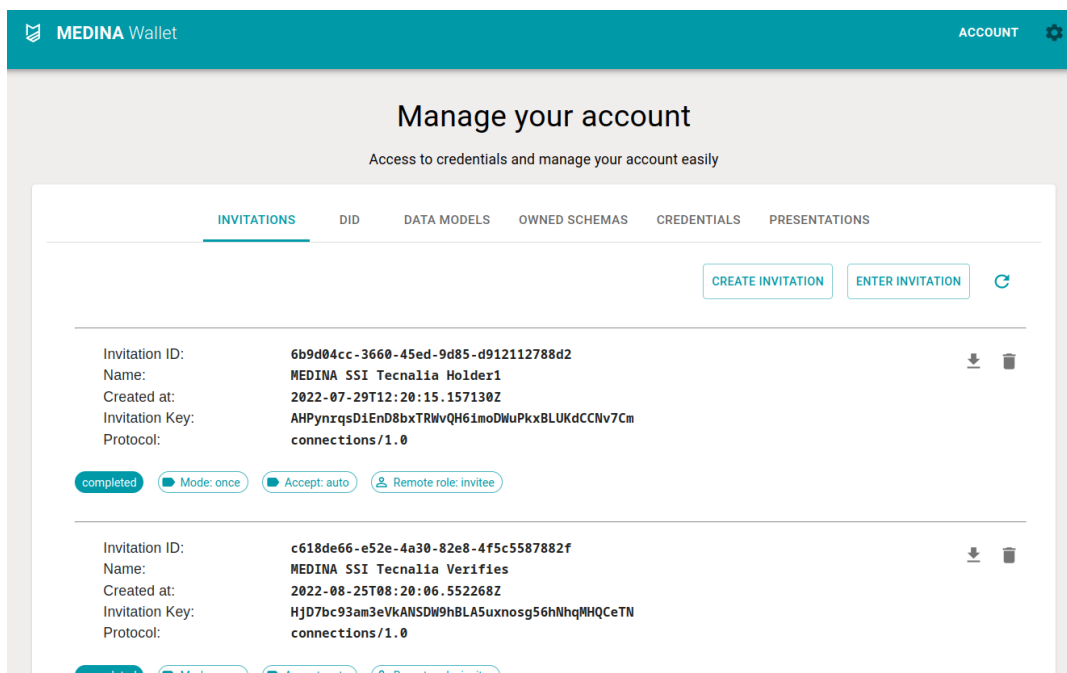 MEDINA Wallet
ACCOUNT
Manage your account
Access to credentials and manage your account easily
INVITATIONS DID DATA MODELS OWNED SCHEMAS CREDENTIALS PRESENTATIONS
CREATE INVITATION ENTER INVITATION
Invitation ID: 6b9d04cc-3660-45ed-9d85-d912112788d2
Name: MEDINA SSI Tecnalia Holder1
Created at: 2022-07-29T12:20:15.157130Z
Invitation Key: AHPynrqsDiEnD8bxTRWvQH6imoDWuPkxBLUKdCCNv7Cm
Protocol: connections/1.0
completed Mode: once Accept: auto Remote role: invitee
Invitation ID: c618de66-e52e-4a30-82e8-4f5c5587882f
Name: MEDINA SSI Tecnalia Verifies
Created at: 2022-08-25T08:20:06.552268Z
Invitation Key: HjD7bc93am3eVkANSDW9hBLA5uxnosg56hNhqMHQCeTN
Protocol: connections/1.0